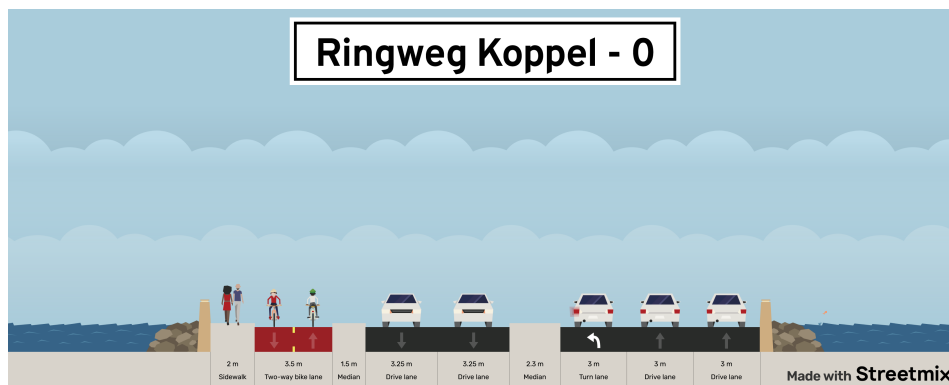 Ringweg Koppel - 0
2 m 3.5 m 1.5 m 3.25 m 3.25 m 2.3 m 3 m 3 m 3 m
Sidewalk Two-way bike lane Median Drive lane Drive lane Median Turn lane Drive lane Drive lane
Made with Streetmix